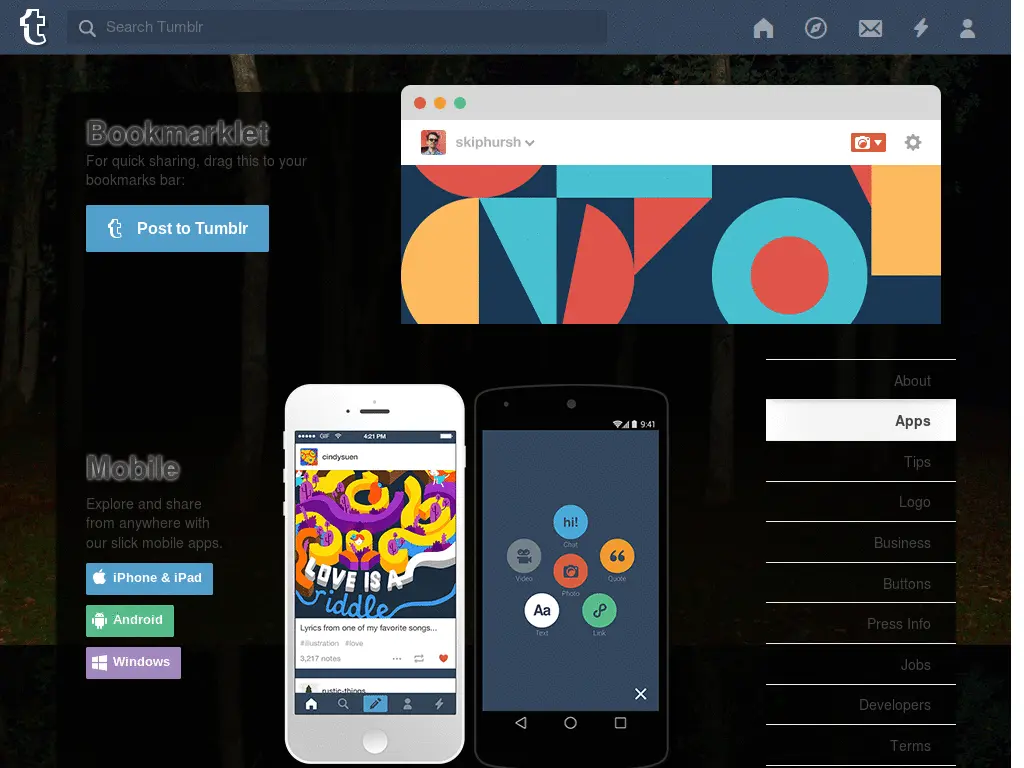 Search Tumblr
Bookmarklet
For quick sharing, drag this to your
bookmarks bar:
Post to Tumblr
skiphursh
Mobile
Explore and share
from anywhere with
our slick mobile apps.
iPhone & iPad
Android
Windows
GIF
4:21 PM
cindysuen
LOVE IS A
riddle
Lyrics from one of my favorite songs...
#illustration #love
3,217 notes
rustic-things
9:41
hi!
Chat
Video
Quote
Photo
Aa
Text
Link
About
Apps
Tips
Logo
Business
Buttons
Press Info
Jobs
Developers
Terms